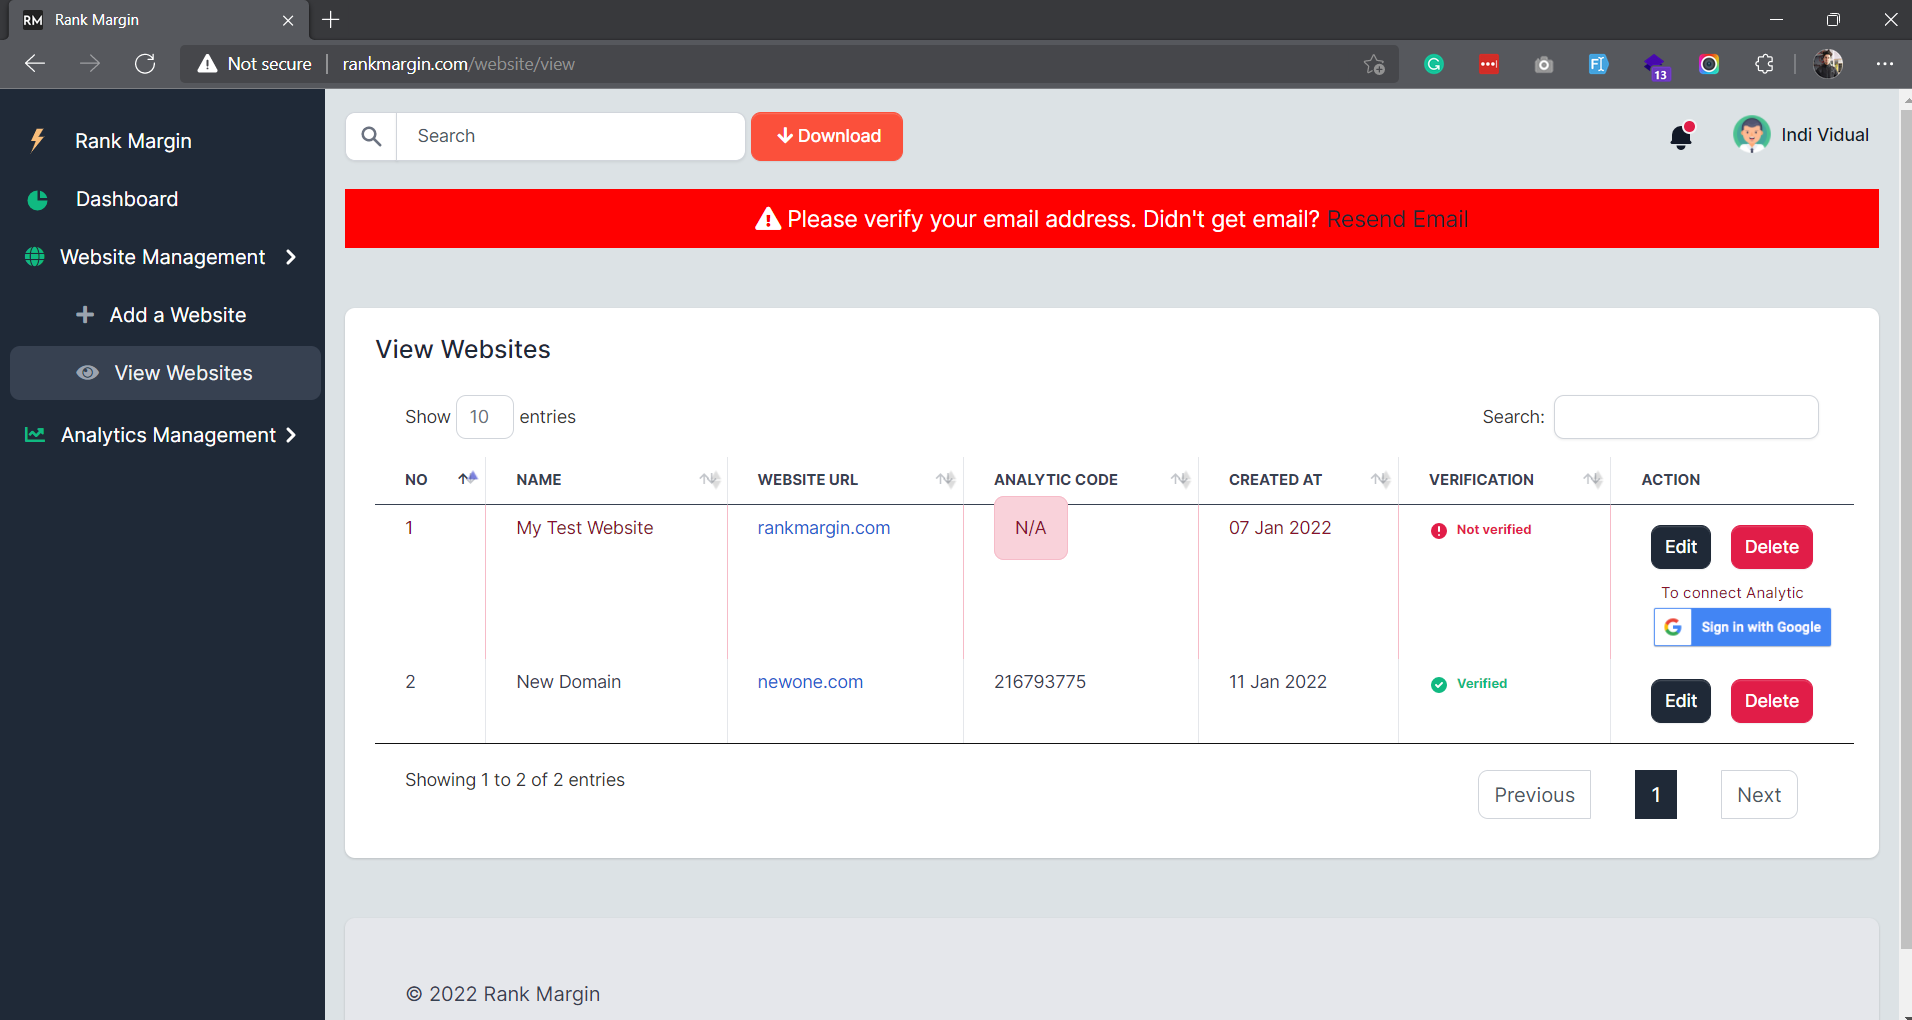 RM Rank Margin
Not secure rankmargin.com/website/view
13
Rank Margin
Dashboard
Website Management
Add a Website
View Websites
Analytics Management
Search
Download
Indi Vidual
Please verify your email address. Didn't get email? Resend Email
View Websites
Show 10 entries
Search:
NO NAME WEBSITE URL ANALYTIC CODE CREATED AT VERIFICATION ACTION
1 My Test Website rankmargin.com N/A 07 Jan 2022 Not verified Edit Delete
To connect Analytic
G Sign in with Google
2 New Domain newone.com 216793775 11 Jan 2022 Verified Edit Delete
Showing 1 to 2 of 2 entries
Previous 1 Next
© 2022 Rank Margin